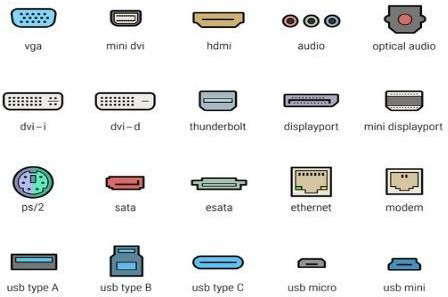 vga mini dvi hdmi audio optical audio
dvi-i dvi-d thunderbolt displayport mini displayport
ps/2 sata esata ethernet modem
usb type A usb type B usb type C usb micro usb mini